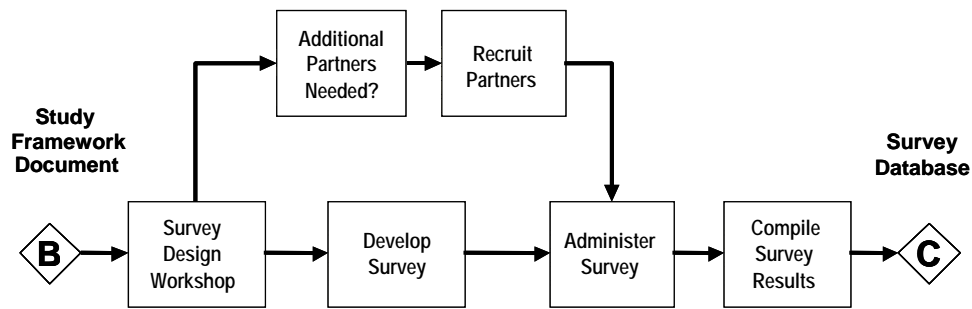 Additional
Partners
Needed?
Recruit
Partners
Study
Framework
Document
Survey
Database
B
Survey
Design
Workshop
Develop
Survey
Administer
Survey
Compile
Survey
Results
C